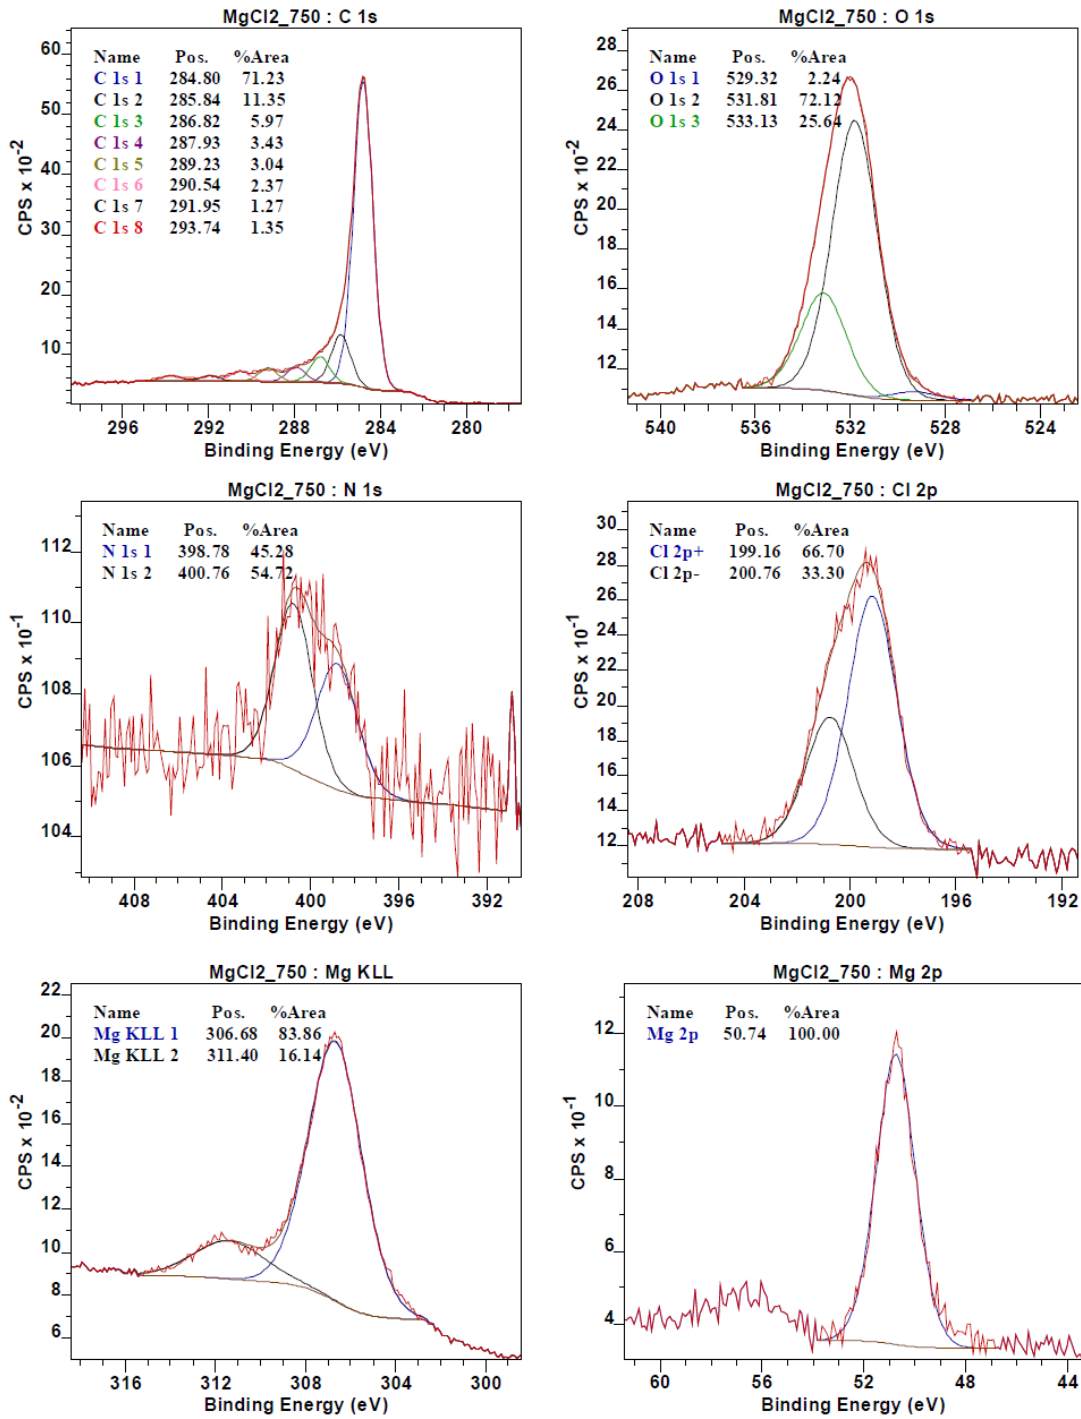 MgCl2_750 : C 1s
Name Pos. %Area
C 1s 1 284.80 71.23
C 1s 2 285.84 11.35
C 1s 3 286.82 5.97
C 1s 4 287.93 3.43
C 1s 5 289.23 3.04
C 1s 6 290.54 2.37
C 1s 7 291.95 1.27
C 1s 8 293.74 1.35
60
50
40
30
20
10
CPS x 10⁻²
296 292 288 284 280
Binding Energy (eV)
MgCl2_750 : O 1s
Name Pos. %Area
O 1s 1 529.32 2.24
O 1s 2 531.81 72.12
O 1s 3 533.13 25.64
28
26
24
22
20
18
16
14
12
CPS x 10⁻²
540 536 532 528 524
Binding Energy (eV)
MgCl2_750 : N 1s
Name Pos. %Area
N 1s 1 398.78 45.28
N 1s 2 400.76 54.72
112
110
108
106
104
CPS x 10⁻¹
408 404 400 396 392
Binding Energy (eV)
MgCl2_750 : Cl 2p
Name Pos. %Area
Cl 2p+ 199.16 66.70
Cl 2p- 200.76 33.30
30
28
26
24
22
20
18
16
14
12
CPS x 10⁻¹
208 204 200 196 192
Binding Energy (eV)
MgCl2_750 : Mg KLL
Name Pos. %Area
Mg KLL 1 306.68 83.86
Mg KLL 2 311.40 16.14
22
20
18
16
14
12
10
8
6
CPS x 10⁻²
316 312 308 304 300
Binding Energy (eV)
MgCl2_750 : Mg 2p
Name Pos. %Area
Mg 2p 50.74 100.00
12
10
8
6
4
CPS x 10⁻¹
60 56 52 48 44
Binding Energy (eV)